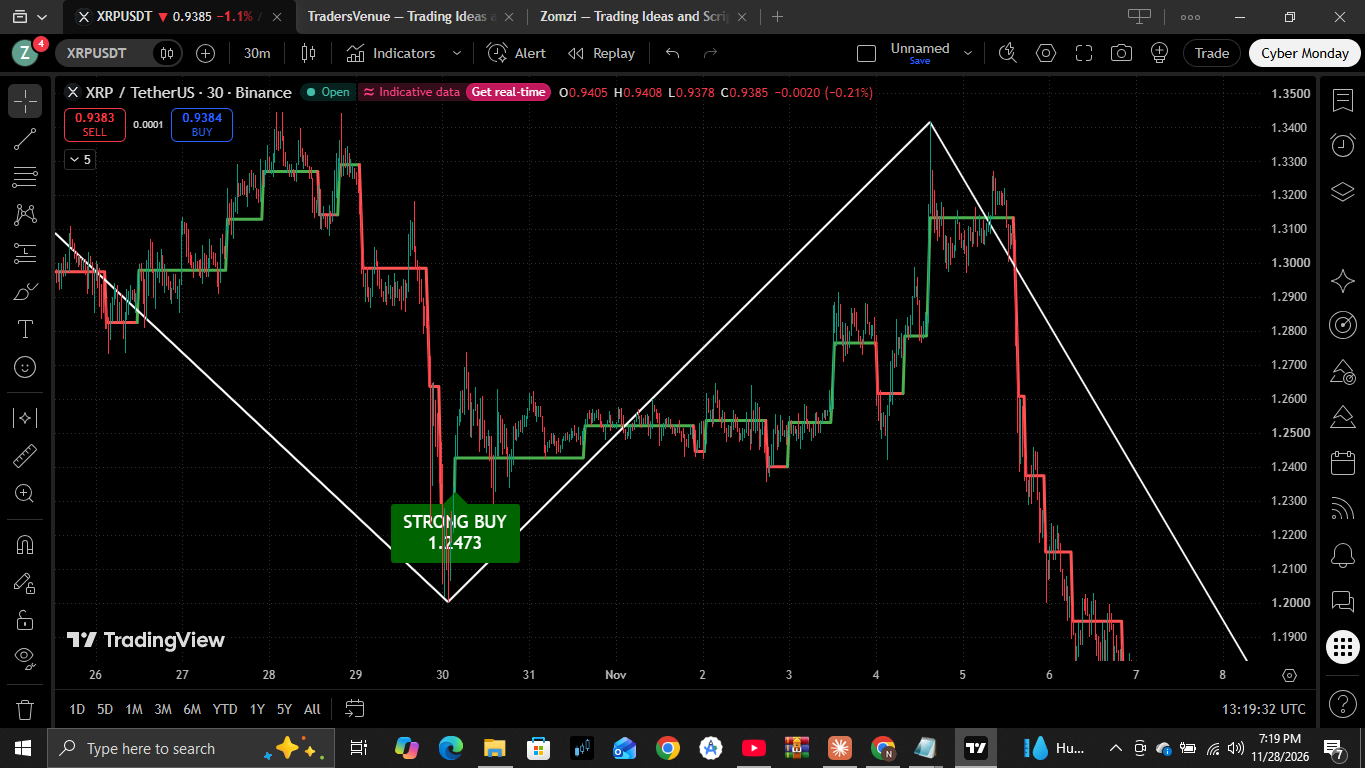 XRPUSDT ▼ 0.9385 −1.1% /
TradersVenue — Trading Ideas a
Zomzi — Trading Ideas and Scri
Z 4
XRPUSDT
30m
Indicators
Alert
Replay
Unnamed
Save
Trade
Cyber Monday
XRP / TetherUS · 30 · Binance
Open
Indicative data
Get real-time
O0.9405 H0.9408 L0.9378 C0.9385 −0.0020 (−0.21%)
0.9383
SELL
0.0001
0.9384
BUY
5
1.3500
1.3400
1.3300
1.3200
1.3100
1.3000
1.2900
1.2800
1.2700
1.2600
1.2500
1.2400
1.2300
1.2200
1.2100
1.2000
1.1900
STRONG BUY
1.2473
TradingView
26 27 28 29 30 31 Nov 2 3 4 5 6 7 8
1D 5D 1M 3M 6M YTD 1Y 5Y All
13:19:32 UTC
Type here to search
Hu...
7:19 PM
11/28/2026
7